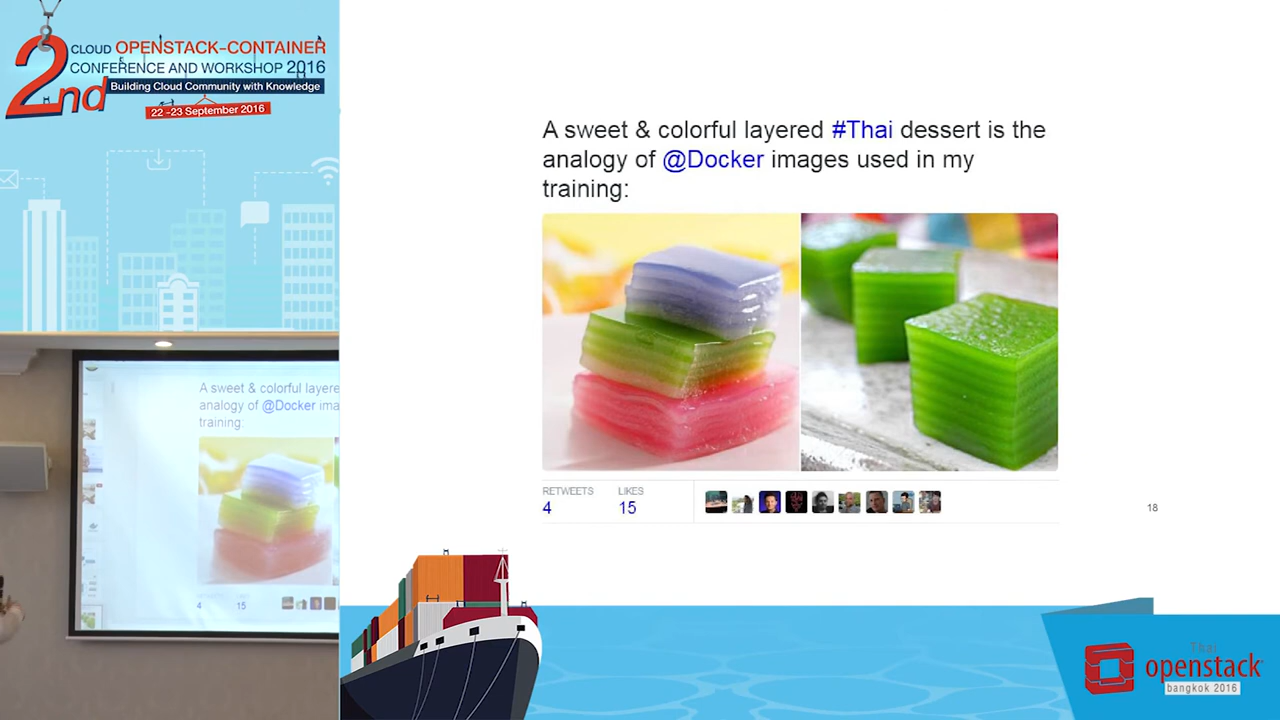 2nd
CLOUD OPENSTACK-CONTAINER
CONFERENCE AND WORKSHOP 2016
Building Cloud Community with Knowledge
22 -23 September 2016
A sweet & colorful layered #Thai dessert is the
analogy of @Docker images used in my
training:
RETWEETS LIKES
4 15
18
A sweet & colorful layere
analogy of @Docker ima
training:
4 15
Thai
openstack
bangkok 2016